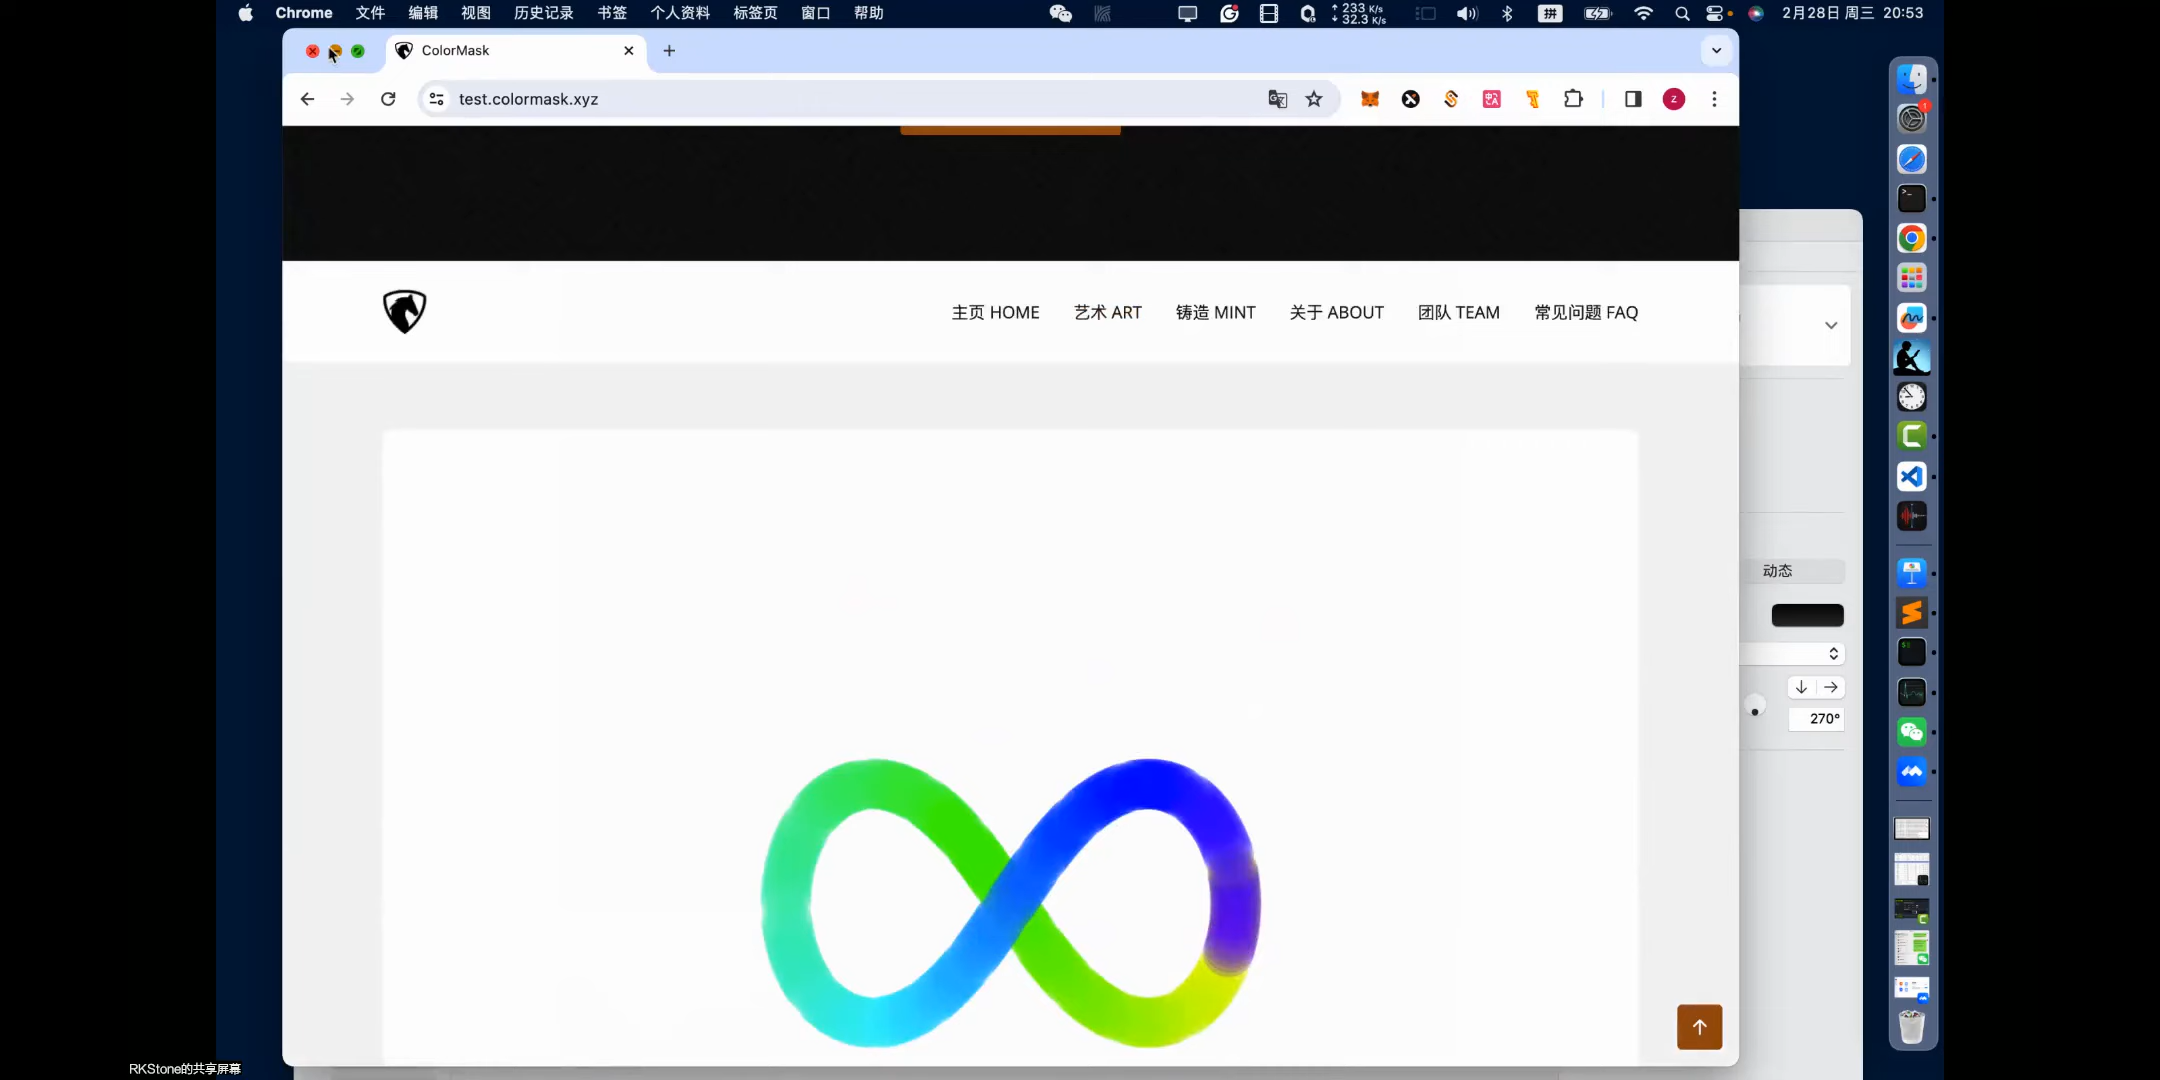 Chrome 文件 编辑 视图 历史记录 书签 个人资料 标签页 窗口 帮助
↑ 233 K/s
↓ 32.3 K/s
拼
2月28日 周三 20:53
ColorMask
test.colormask.xyz
z
主页 HOME 艺术 ART 铸造 MINT 关于 ABOUT 团队 TEAM 常见问题 FAQ
动态
270°
RKStone的共享屏幕